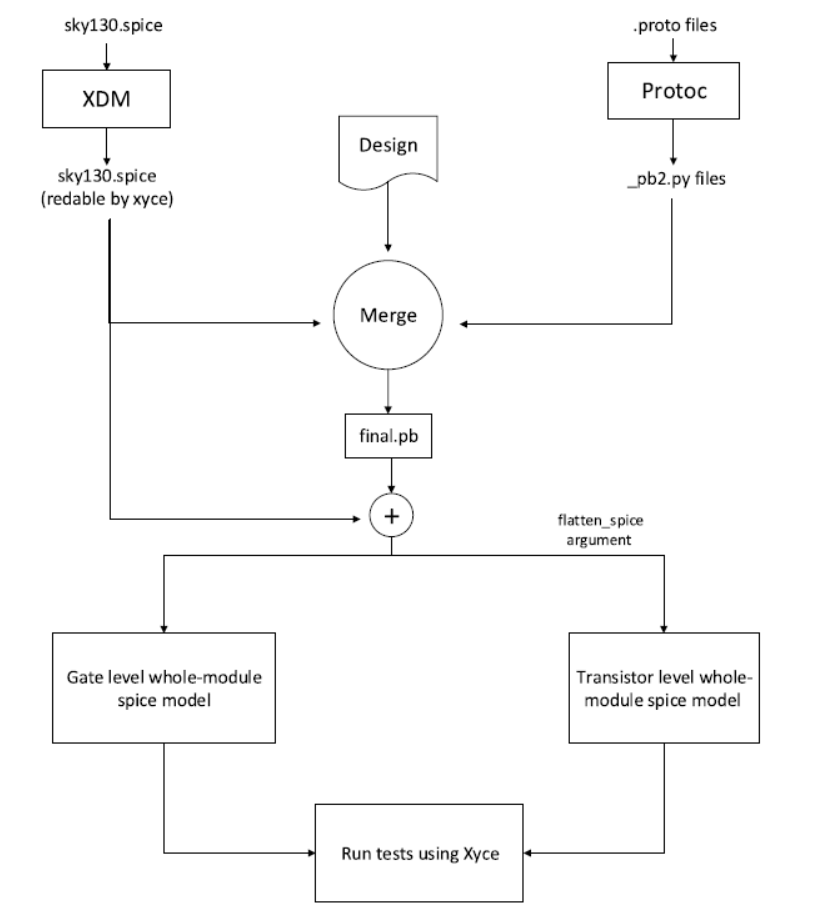 sky130.spice
.proto files
XDM
Protoc
Design
sky130.spice
(redable by xyce)
_pb2.py files
Merge
final.pb
+
flatten_spice
argument
Gate level whole-module
spice model
Transistor level whole-
module spice model
Run tests using Xyce